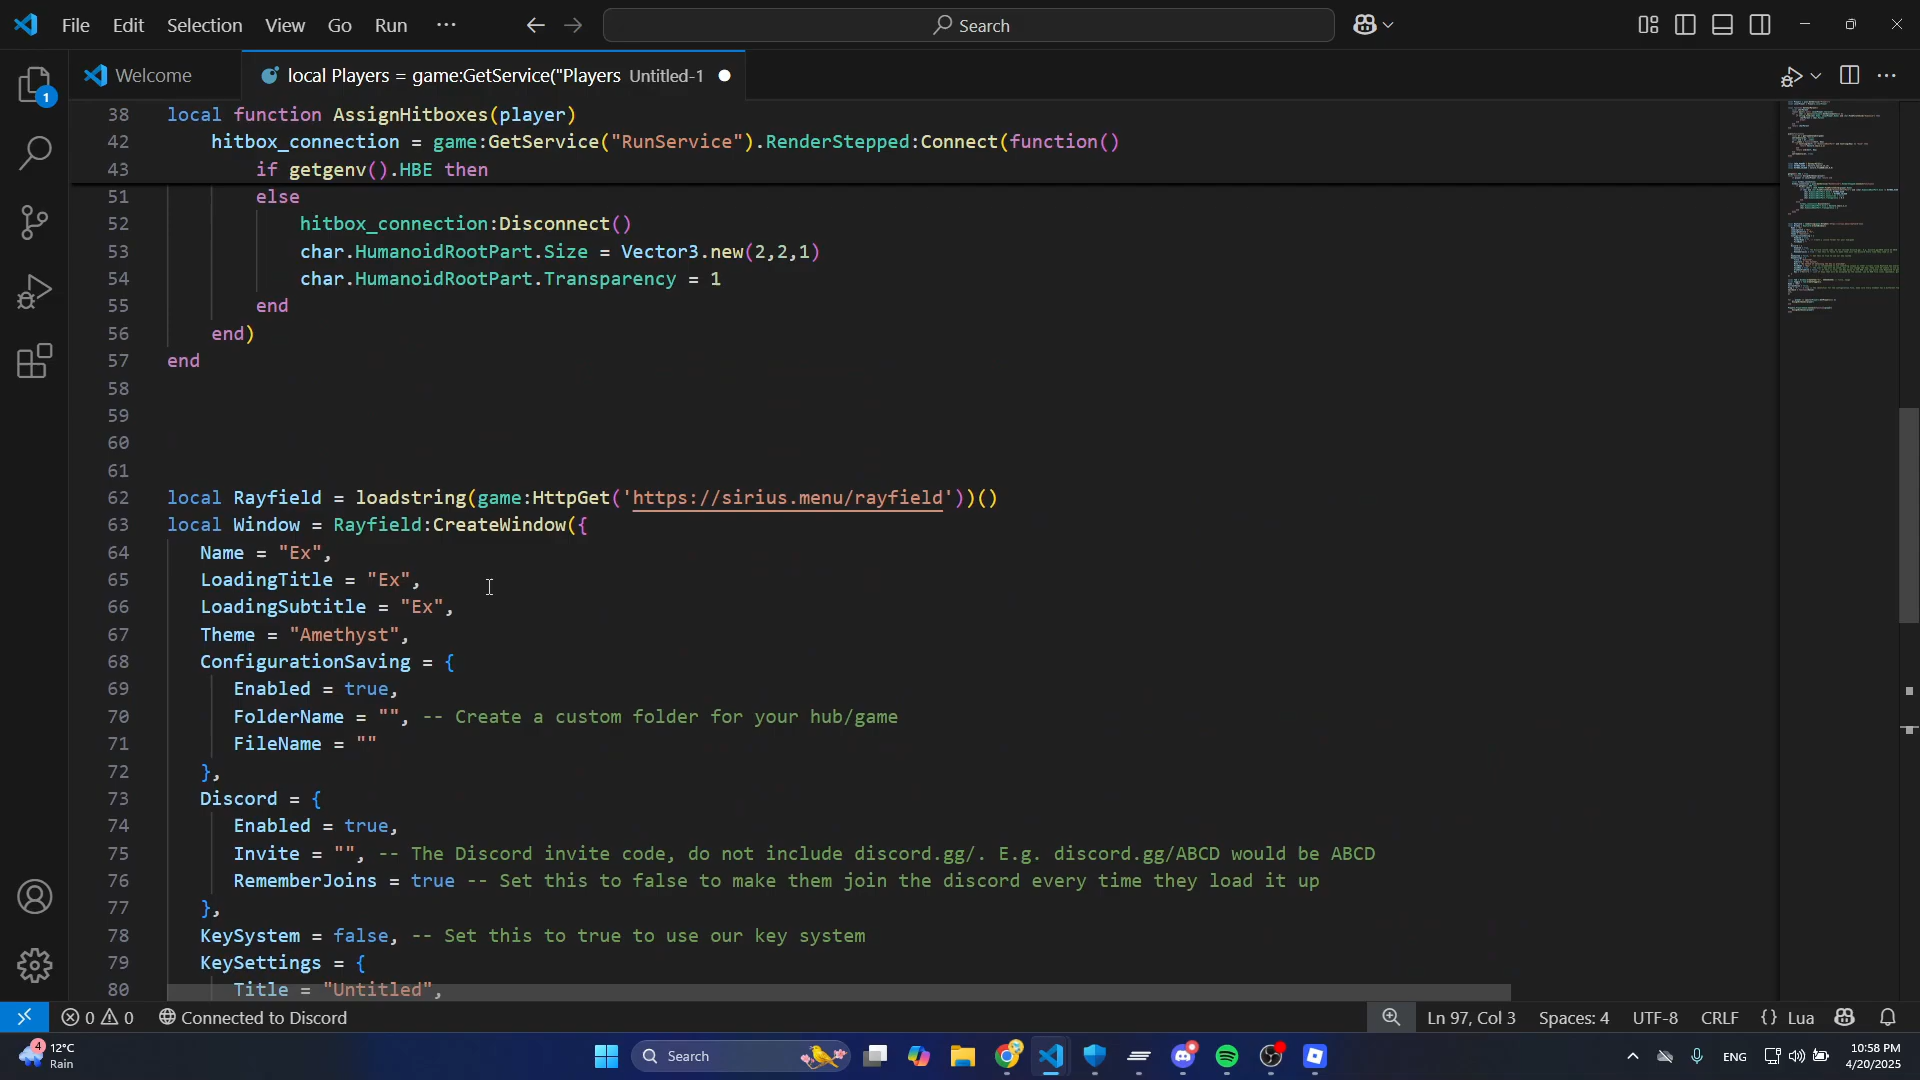 File Edit Selection View Go Run ··· Search
Welcome local Players = game:GetService("Players Untitled-1
38 local function AssignHitboxes(player)
42 hitbox_connection = game:GetService("RunService").RenderStepped:Connect(function()
43 if getgenv().HBE then
51 else
52 hitbox_connection:Disconnect()
53 char.HumanoidRootPart.Size = Vector3.new(2,2,1)
54 char.HumanoidRootPart.Transparency = 1
55 end
56 end)
57 end
58
59
60
61
62 local Rayfield = loadstring(game:HttpGet('https://sirius.menu/rayfield'))()
63 local Window = Rayfield:CreateWindow({
64 Name = "Ex",
65 LoadingTitle = "Ex",
66 LoadingSubtitle = "Ex",
67 Theme = "Amethyst",
68 ConfigurationSaving = {
69 Enabled = true,
70 FolderName = "", -- Create a custom folder for your hub/game
71 FileName = ""
72 },
73 Discord = {
74 Enabled = true,
75 Invite = "", -- The Discord invite code, do not include discord.gg/. E.g. discord.gg/ABCD would be ABCD
76 RememberJoins = true -- Set this to false to make them join the discord every time they load it up
77 },
78 KeySystem = false, -- Set this to true to use our key system
79 KeySettings = {
80 Title = "Untitled",
1
0 0 Connected to Discord Ln 97, Col 3 Spaces: 4 UTF-8 CRLF {} Lua
4 12°C Rain Search ENG 10:58 PM 4/20/2025